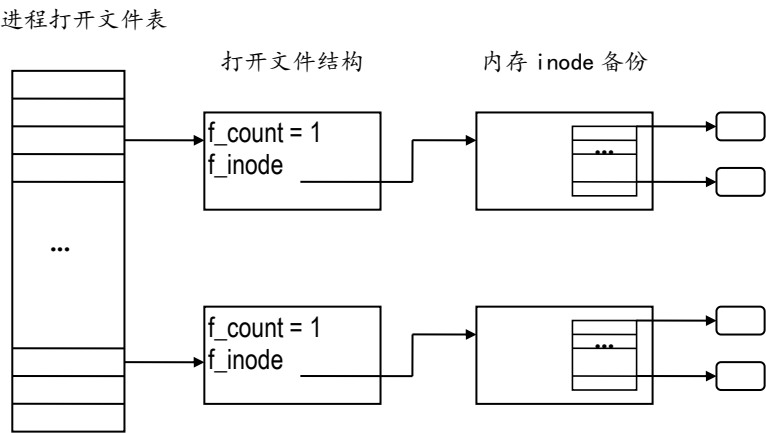 进程打开文件表
打开文件结构
内存 inode 备份
f_count = 1
f_inode
...
...
f_count = 1
f_inode
...